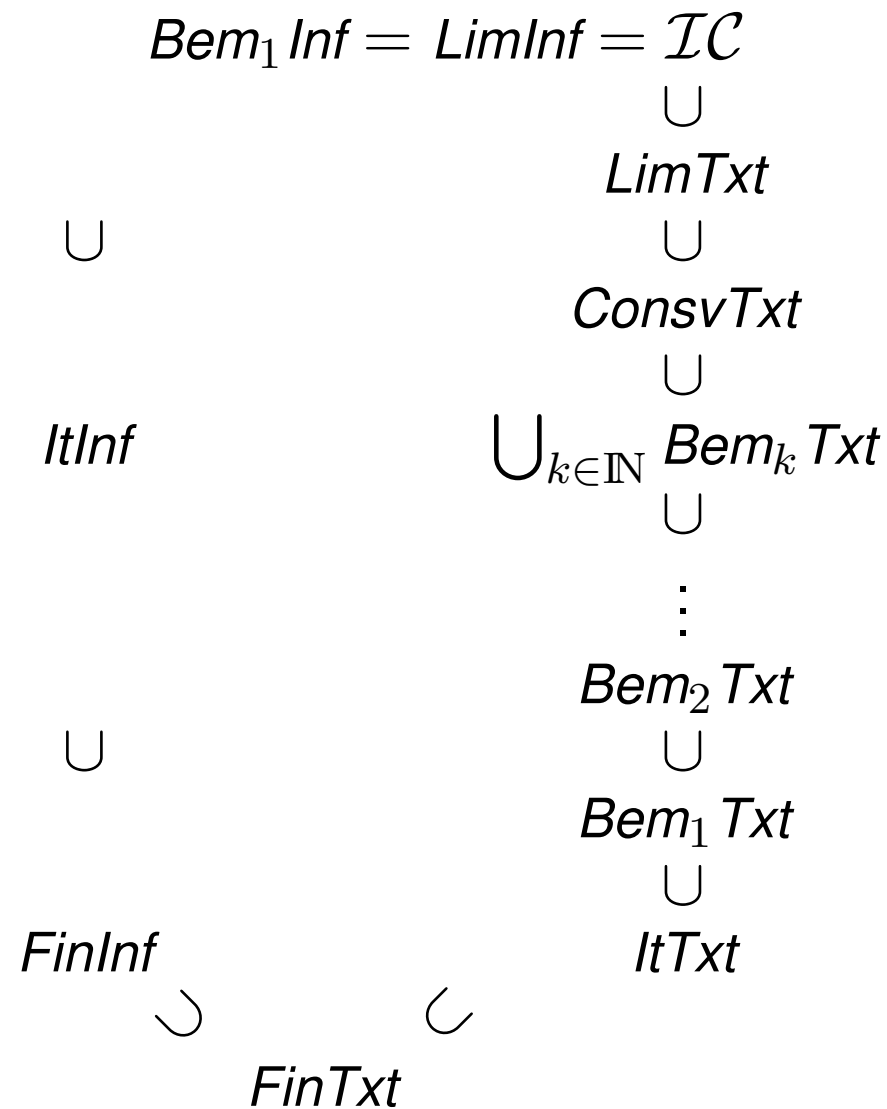 Bem₁Inf = LimInf = 𝓘𝓒
∪
LimTxt
∪ ∪
ConsvTxt
∪
ItInf ⋃ₖ∈ℕ BemₖTxt
∪
⋮
Bem₂Txt
∪ ∪
Bem₁Txt
∪
FinInf ItTxt
∪ ∪
FinTxt